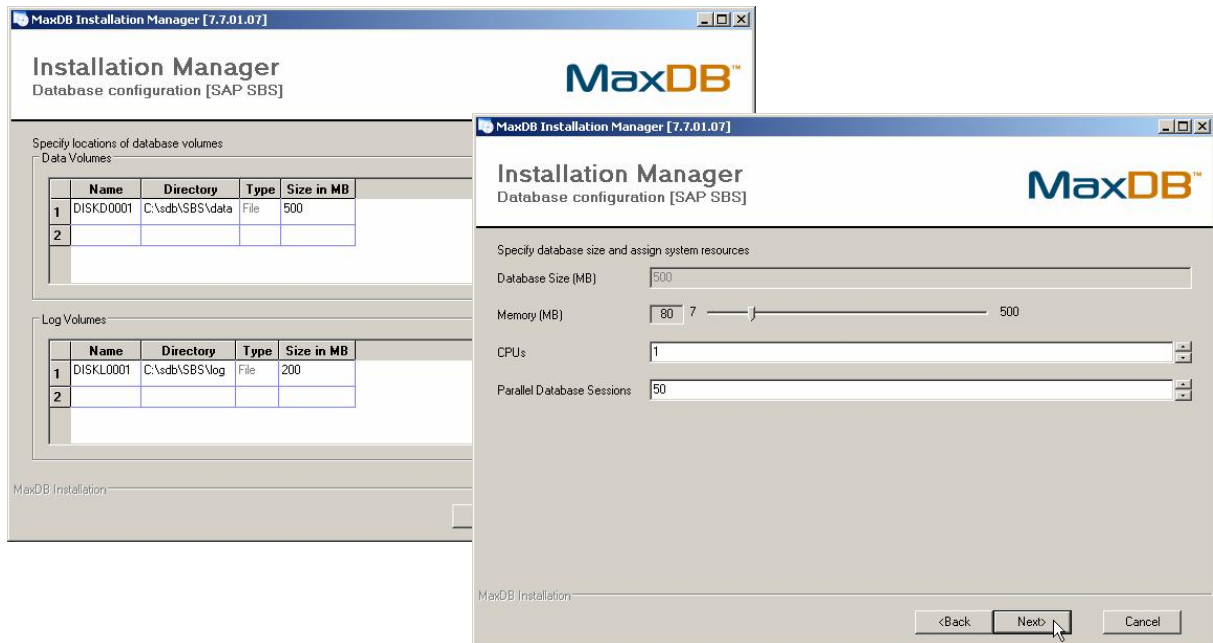 MaxDB Installation Manager [7.7.01.07]
Installation Manager
Database configuration [SAP SBS]
MaxDB™
Specify locations of database volumes
Data Volumes
Name Directory Type Size in MB
1 DISKD0001 C:\sdb\SBS\data File 500
2
Log Volumes
Name Directory Type Size in MB
1 DISKL0001 C:\sdb\SBS\log File 200
2
MaxDB Installation
MaxDB Installation Manager [7.7.01.07]
Installation Manager
Database configuration [SAP SBS]
MaxDB™
Specify database size and assign system resources
Database Size (MB) 500
Memory (MB) 80 7 500
CPUs 1
Parallel Database Sessions 50
MaxDB Installation
<Back Next> Cancel